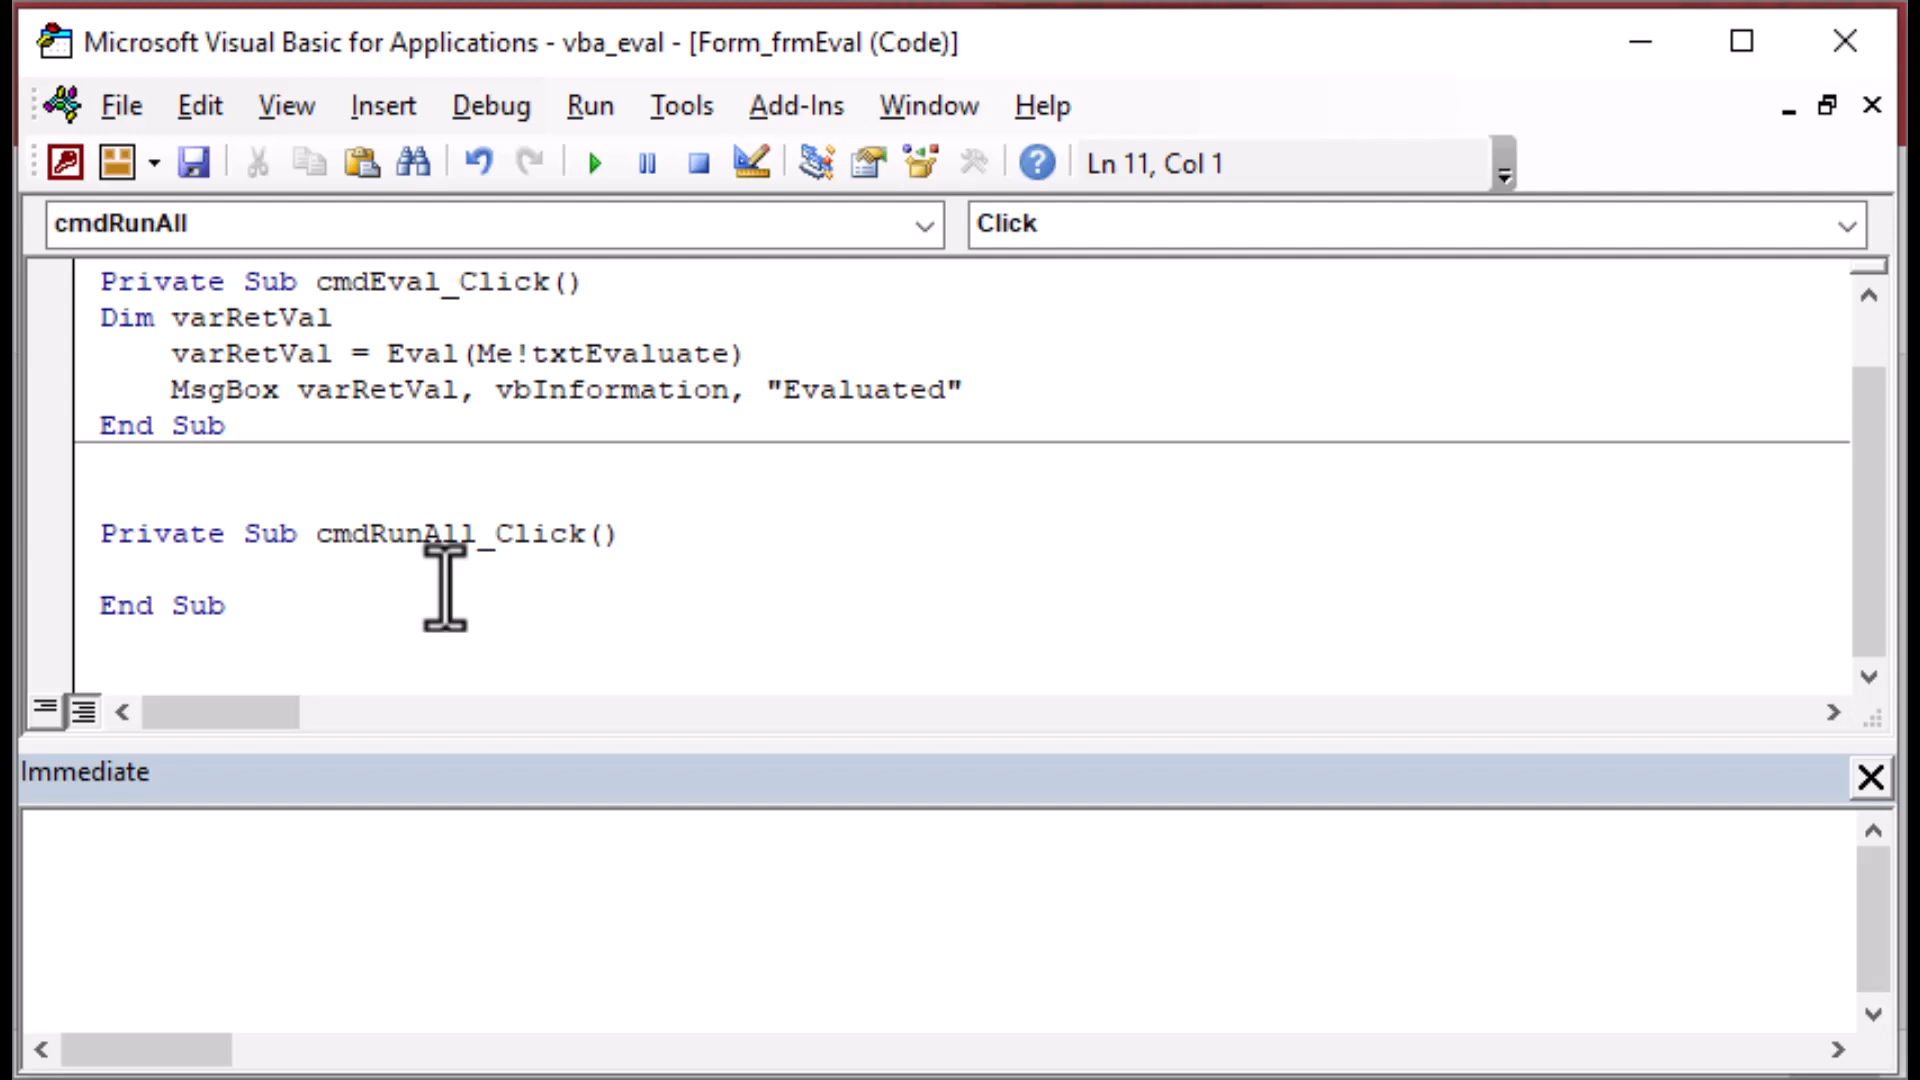 Microsoft Visual Basic for Applications - vba_eval - [Form_frmEval (Code)]
File Edit View Insert Debug Run Tools Add-Ins Window Help
Ln 11, Col 1
cmdRunAll Click
Private Sub cmdEval_Click()
Dim varRetVal
varRetVal = Eval(Me!txtEvaluate)
MsgBox varRetVal, vbInformation, "Evaluated"
End Sub
Private Sub cmdRunAll_Click()
End Sub
Immediate